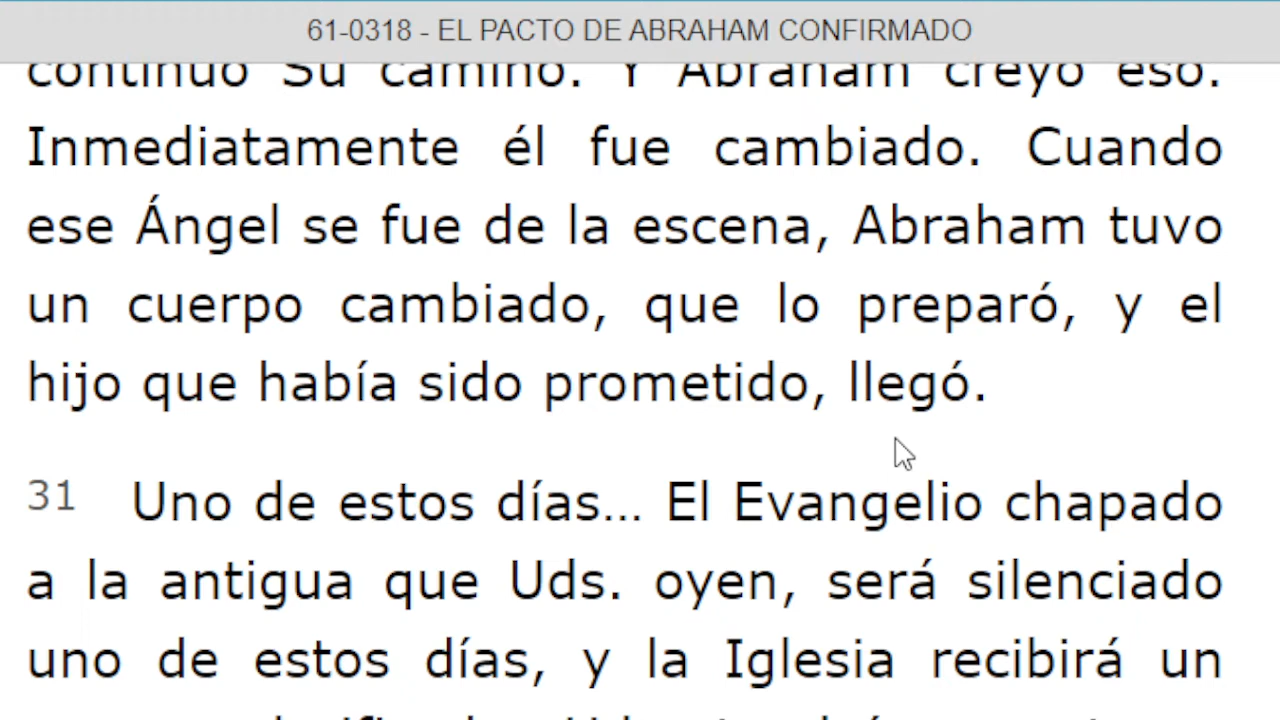 61-0318 - EL PACTO DE ABRAHAM CONFIRMADO
continuó Su camino. Y Abraham creyó eso.
Inmediatamente él fue cambiado. Cuando
ese Ángel se fue de la escena, Abraham tuvo
un cuerpo cambiado, que lo preparó, y el
hijo que había sido prometido, llegó.
31 Uno de estos días... El Evangelio chapado
a la antigua que Uds. oyen, será silenciado
uno de estos días, y la Iglesia recibirá un